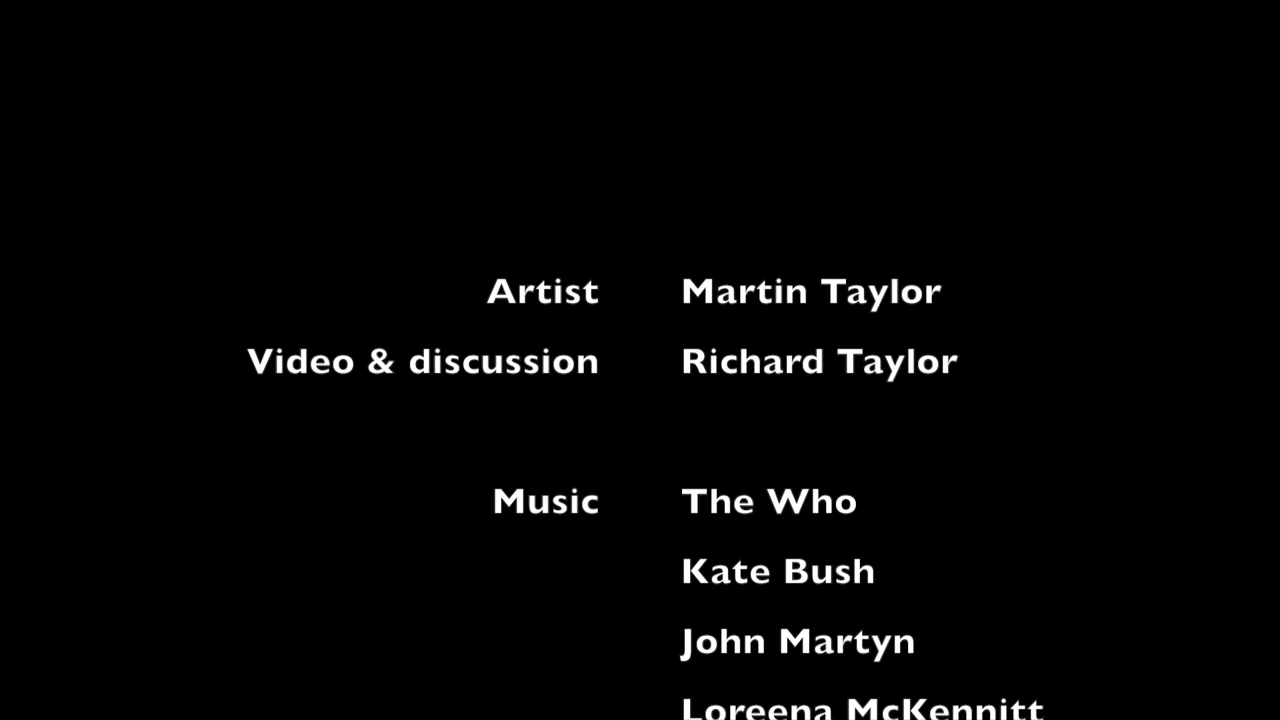 Artist Martin Taylor
Video & discussion Richard Taylor
Music The Who
Kate Bush
John Martyn
Loreena McKennitt